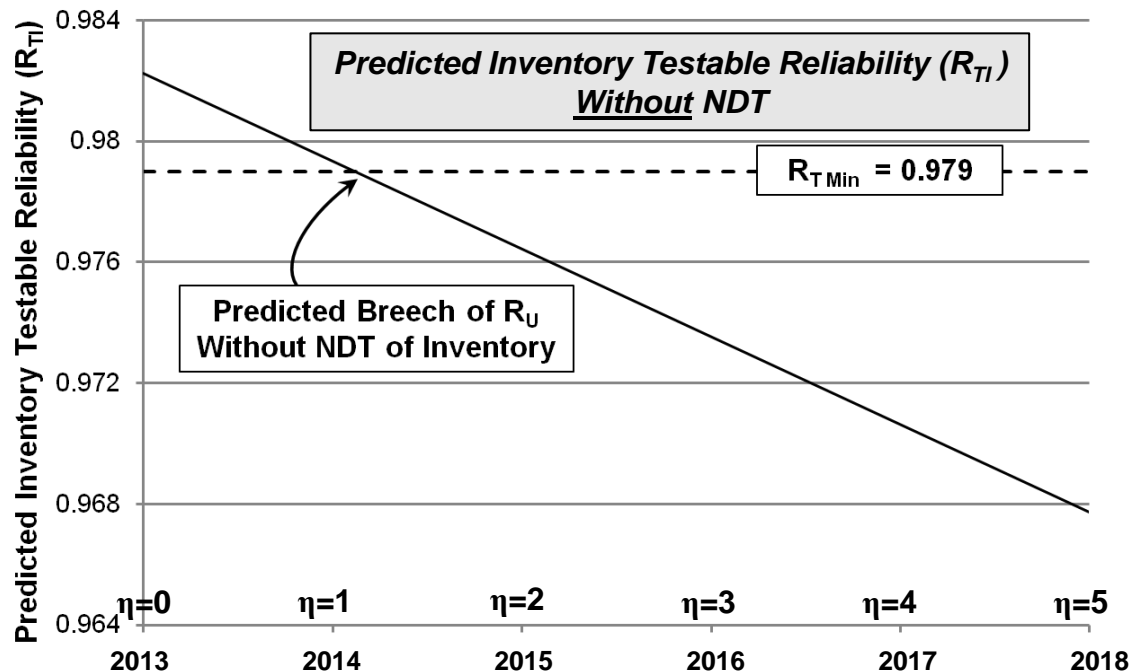 Predicted Inventory Testable Reliability (R_TI)
0.984
0.98
0.976
0.972
0.968
0.964
Predicted Inventory Testable Reliability (R_TI )
Without NDT
R_T Min = 0.979
Predicted Breech of R_U
Without NDT of Inventory
η=0 η=1 η=2 η=3 η=4 η=5
2013 2014 2015 2016 2017 2018